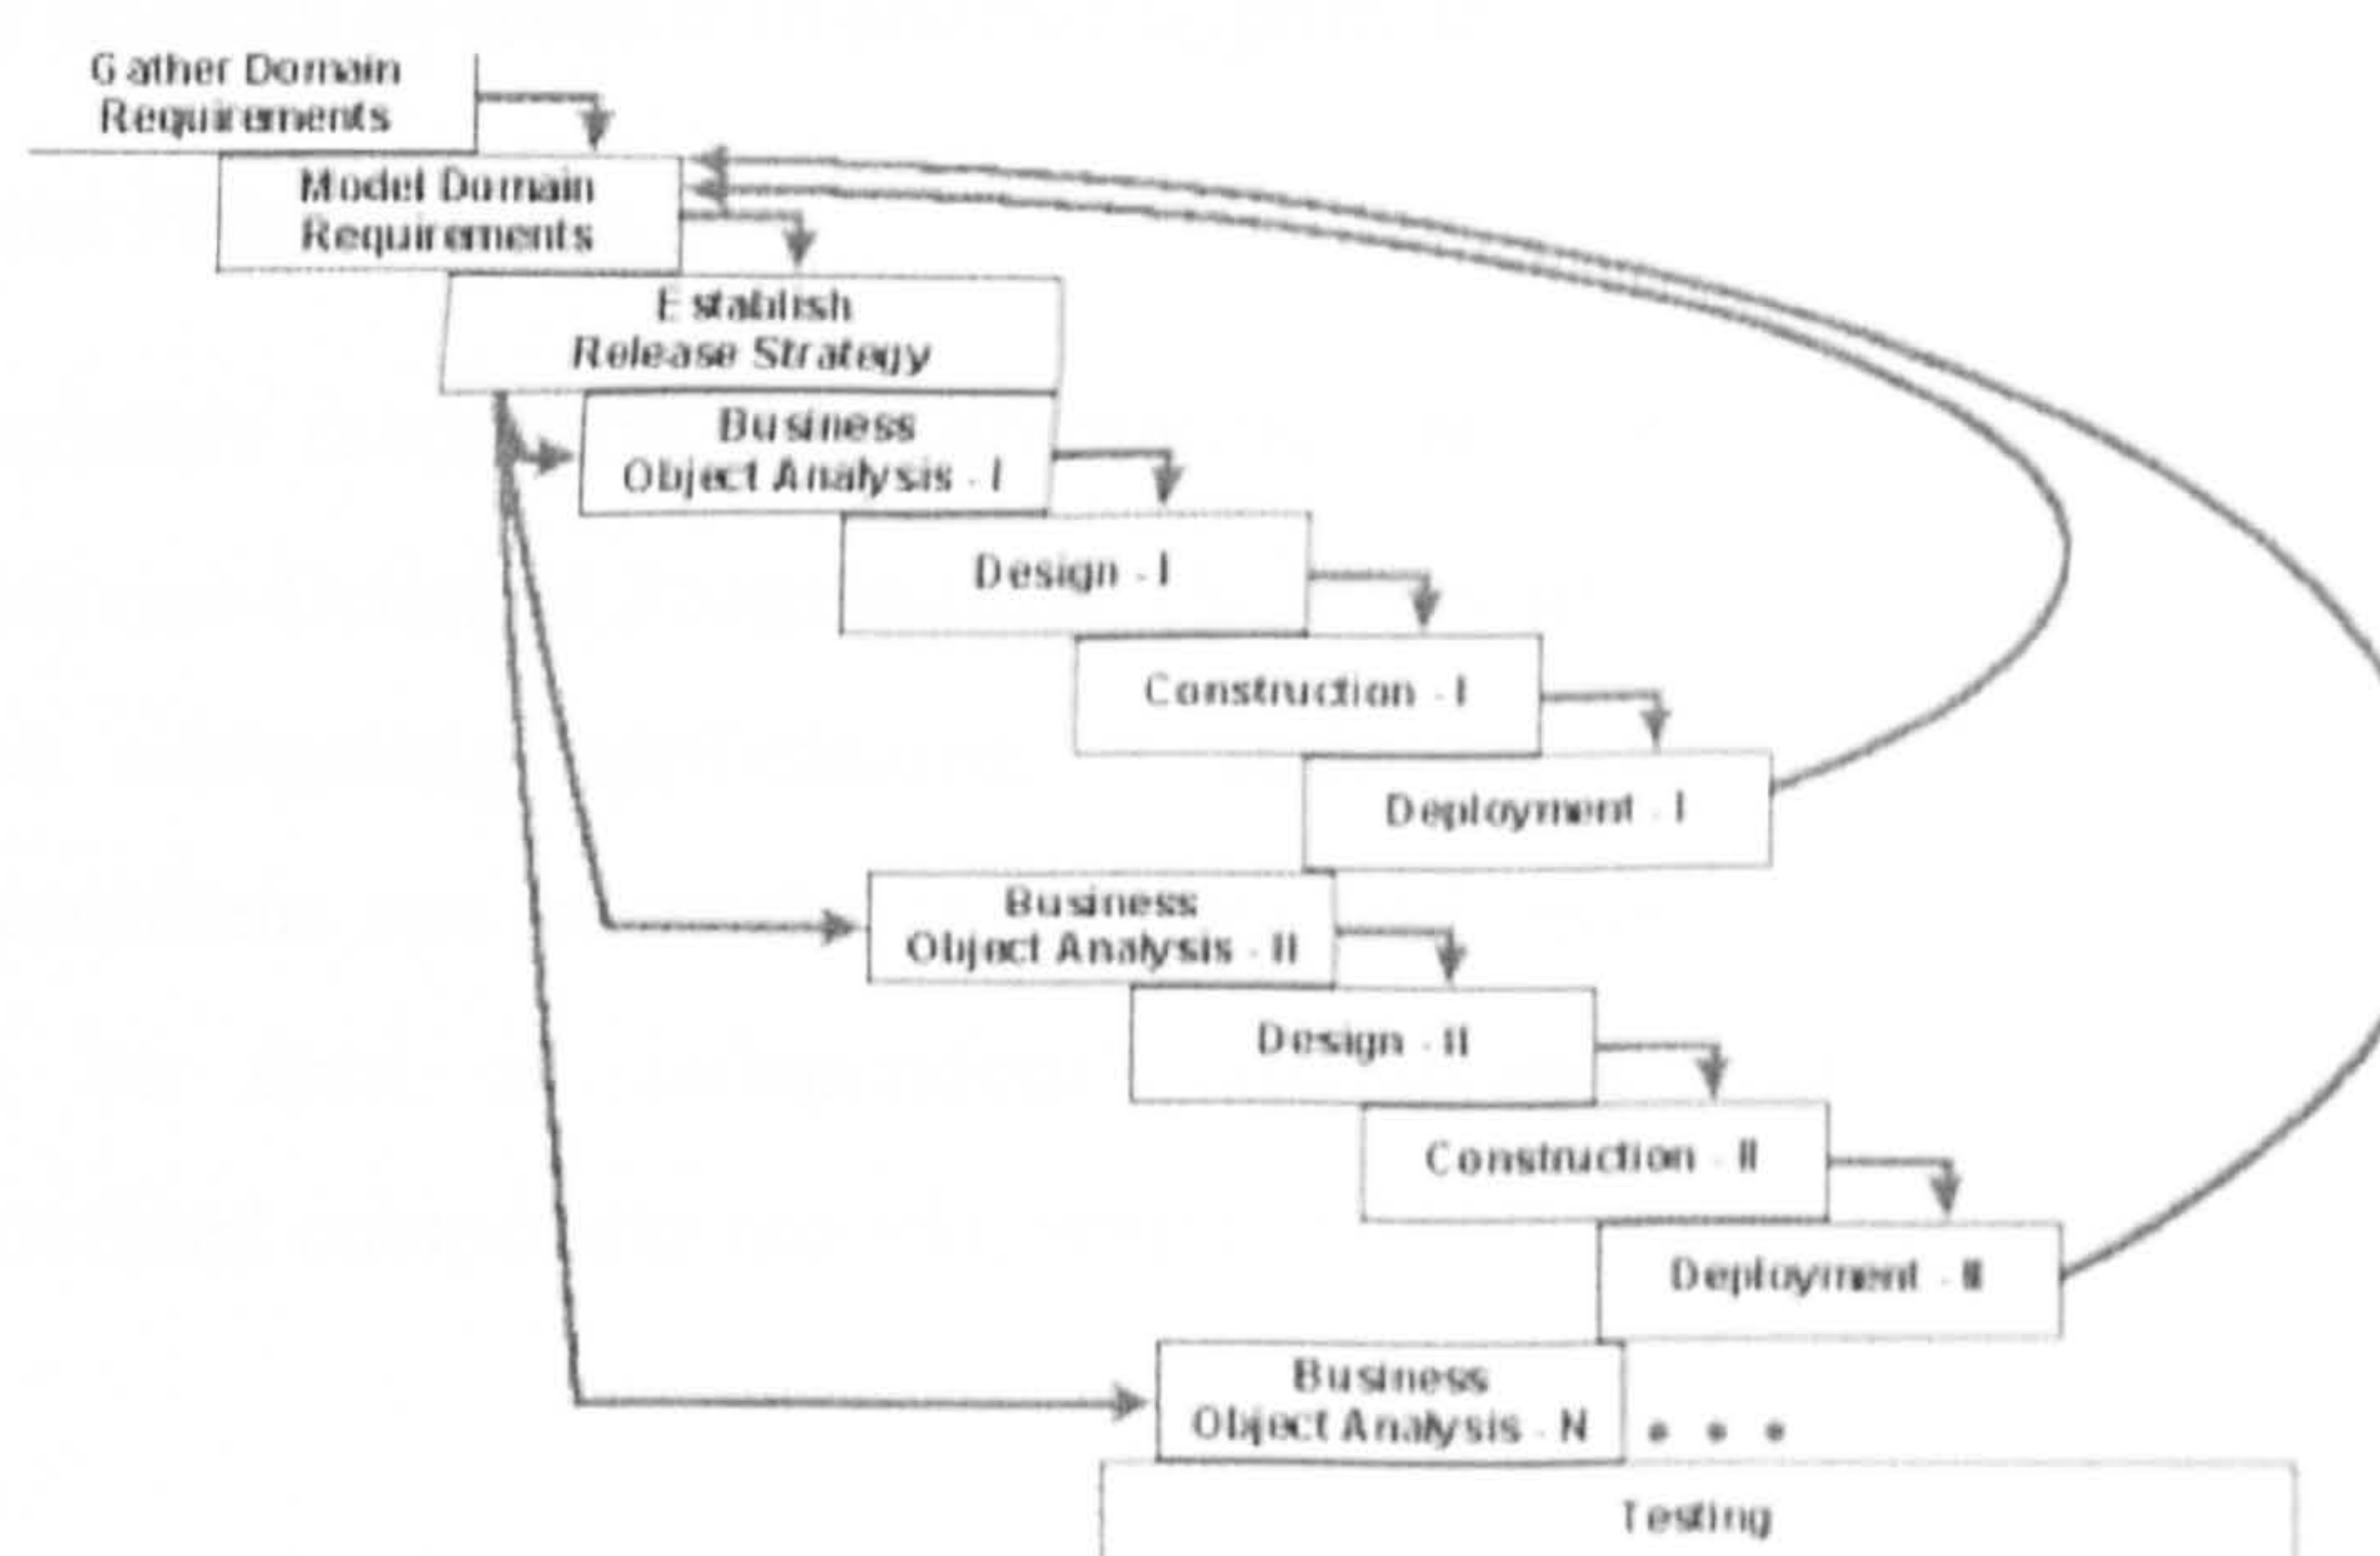 Gather Domain
Requirements
Model Domain
Requirements
Establish
Release Strategy
Business
Object Analysis - I
Design - I
Construction - I
Deployment - I
Business
Object Analysis - II
Design - II
Construction - II
Deployment - II
Business
Object Analysis - N
• • •
Testing